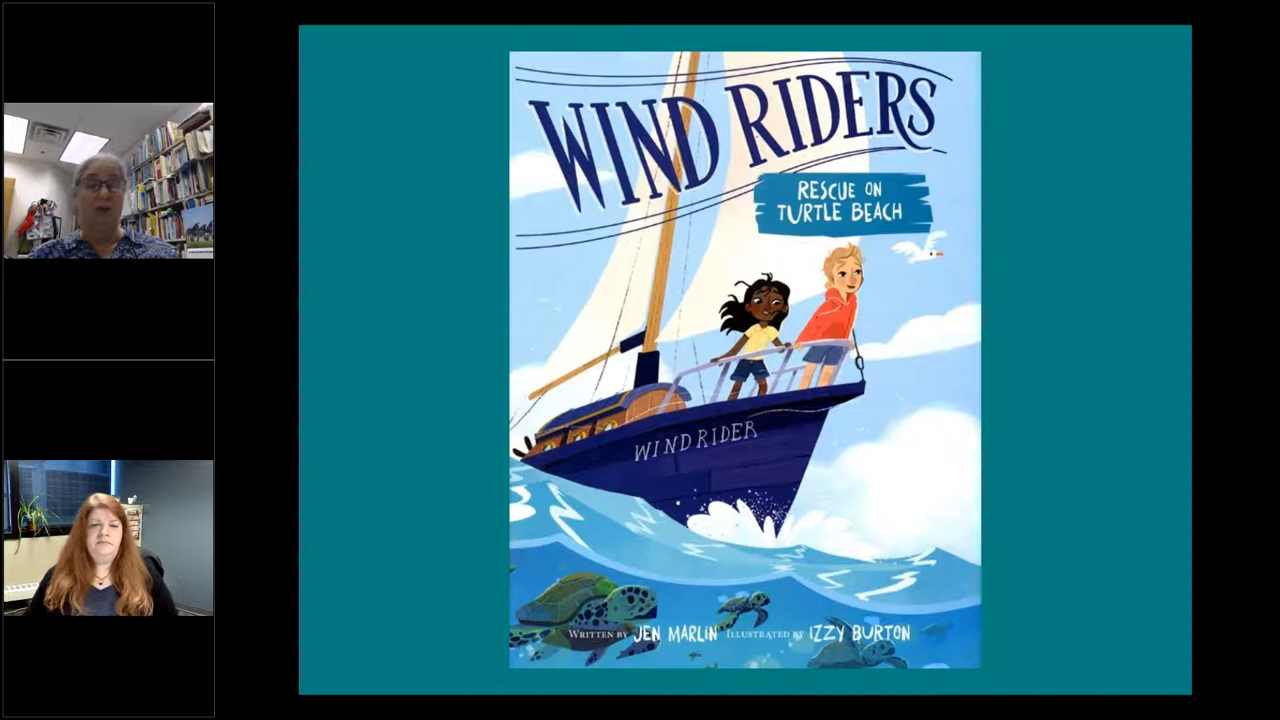 WIND RIDERS
RESCUE ON
TURTLE BEACH
WIND RIDER
WRITTEN BY JEN MARLIN ILLUSTRATED BY IZZY BURTON